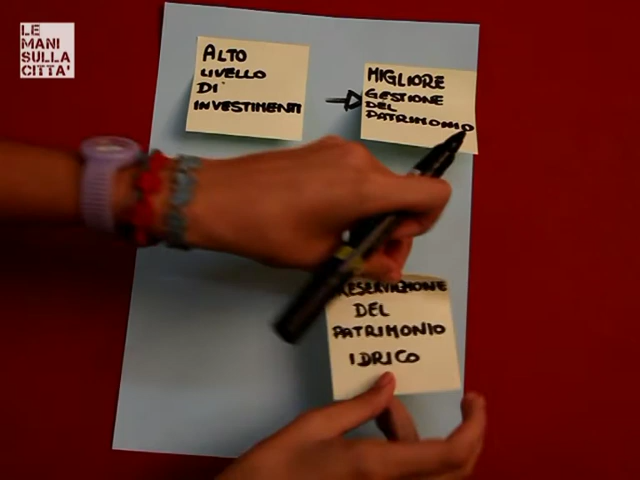 LE
MANI
SULLA
CITTA'
ALTO
LIVELLO
DI
INVESTIMENTI
MIGLIORE
GESTIONE
DEL
PATRIMONIO
DEL
PATRIMONIO
IDRICO